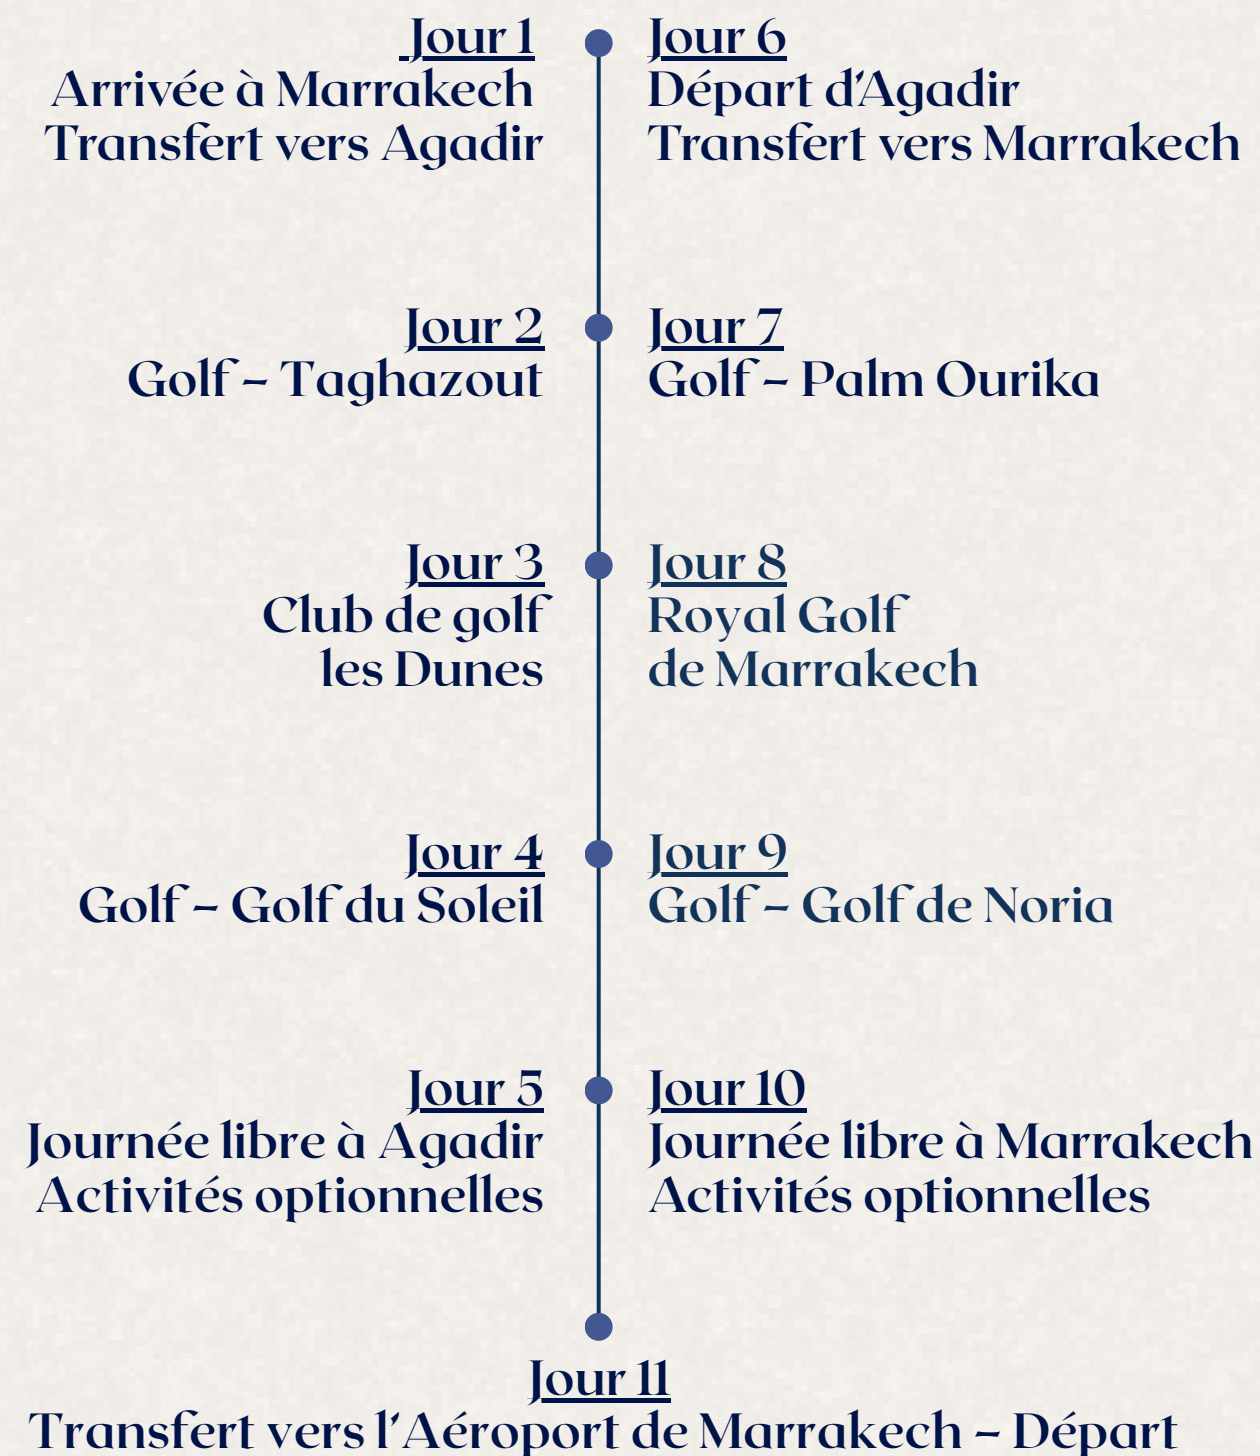 Jour 1
Arrivée à Marrakech
Transfert vers Agadir
Jour 2
Golf – Taghazout
Jour 3
Club de golf
les Dunes
Jour 4
Golf – Golf du Soleil
Jour 5
Journée libre à Agadir
Activités optionnelles
Jour 6
Départ d'Agadir
Transfert vers Marrakech
Jour 7
Golf – Palm Ourika
Jour 8
Royal Golf
de Marrakech
Jour 9
Golf – Golf de Noria
Jour 10
Journée libre à Marrakech
Activités optionnelles
Jour 11
Transfert vers l'Aéroport de Marrakech – Départ